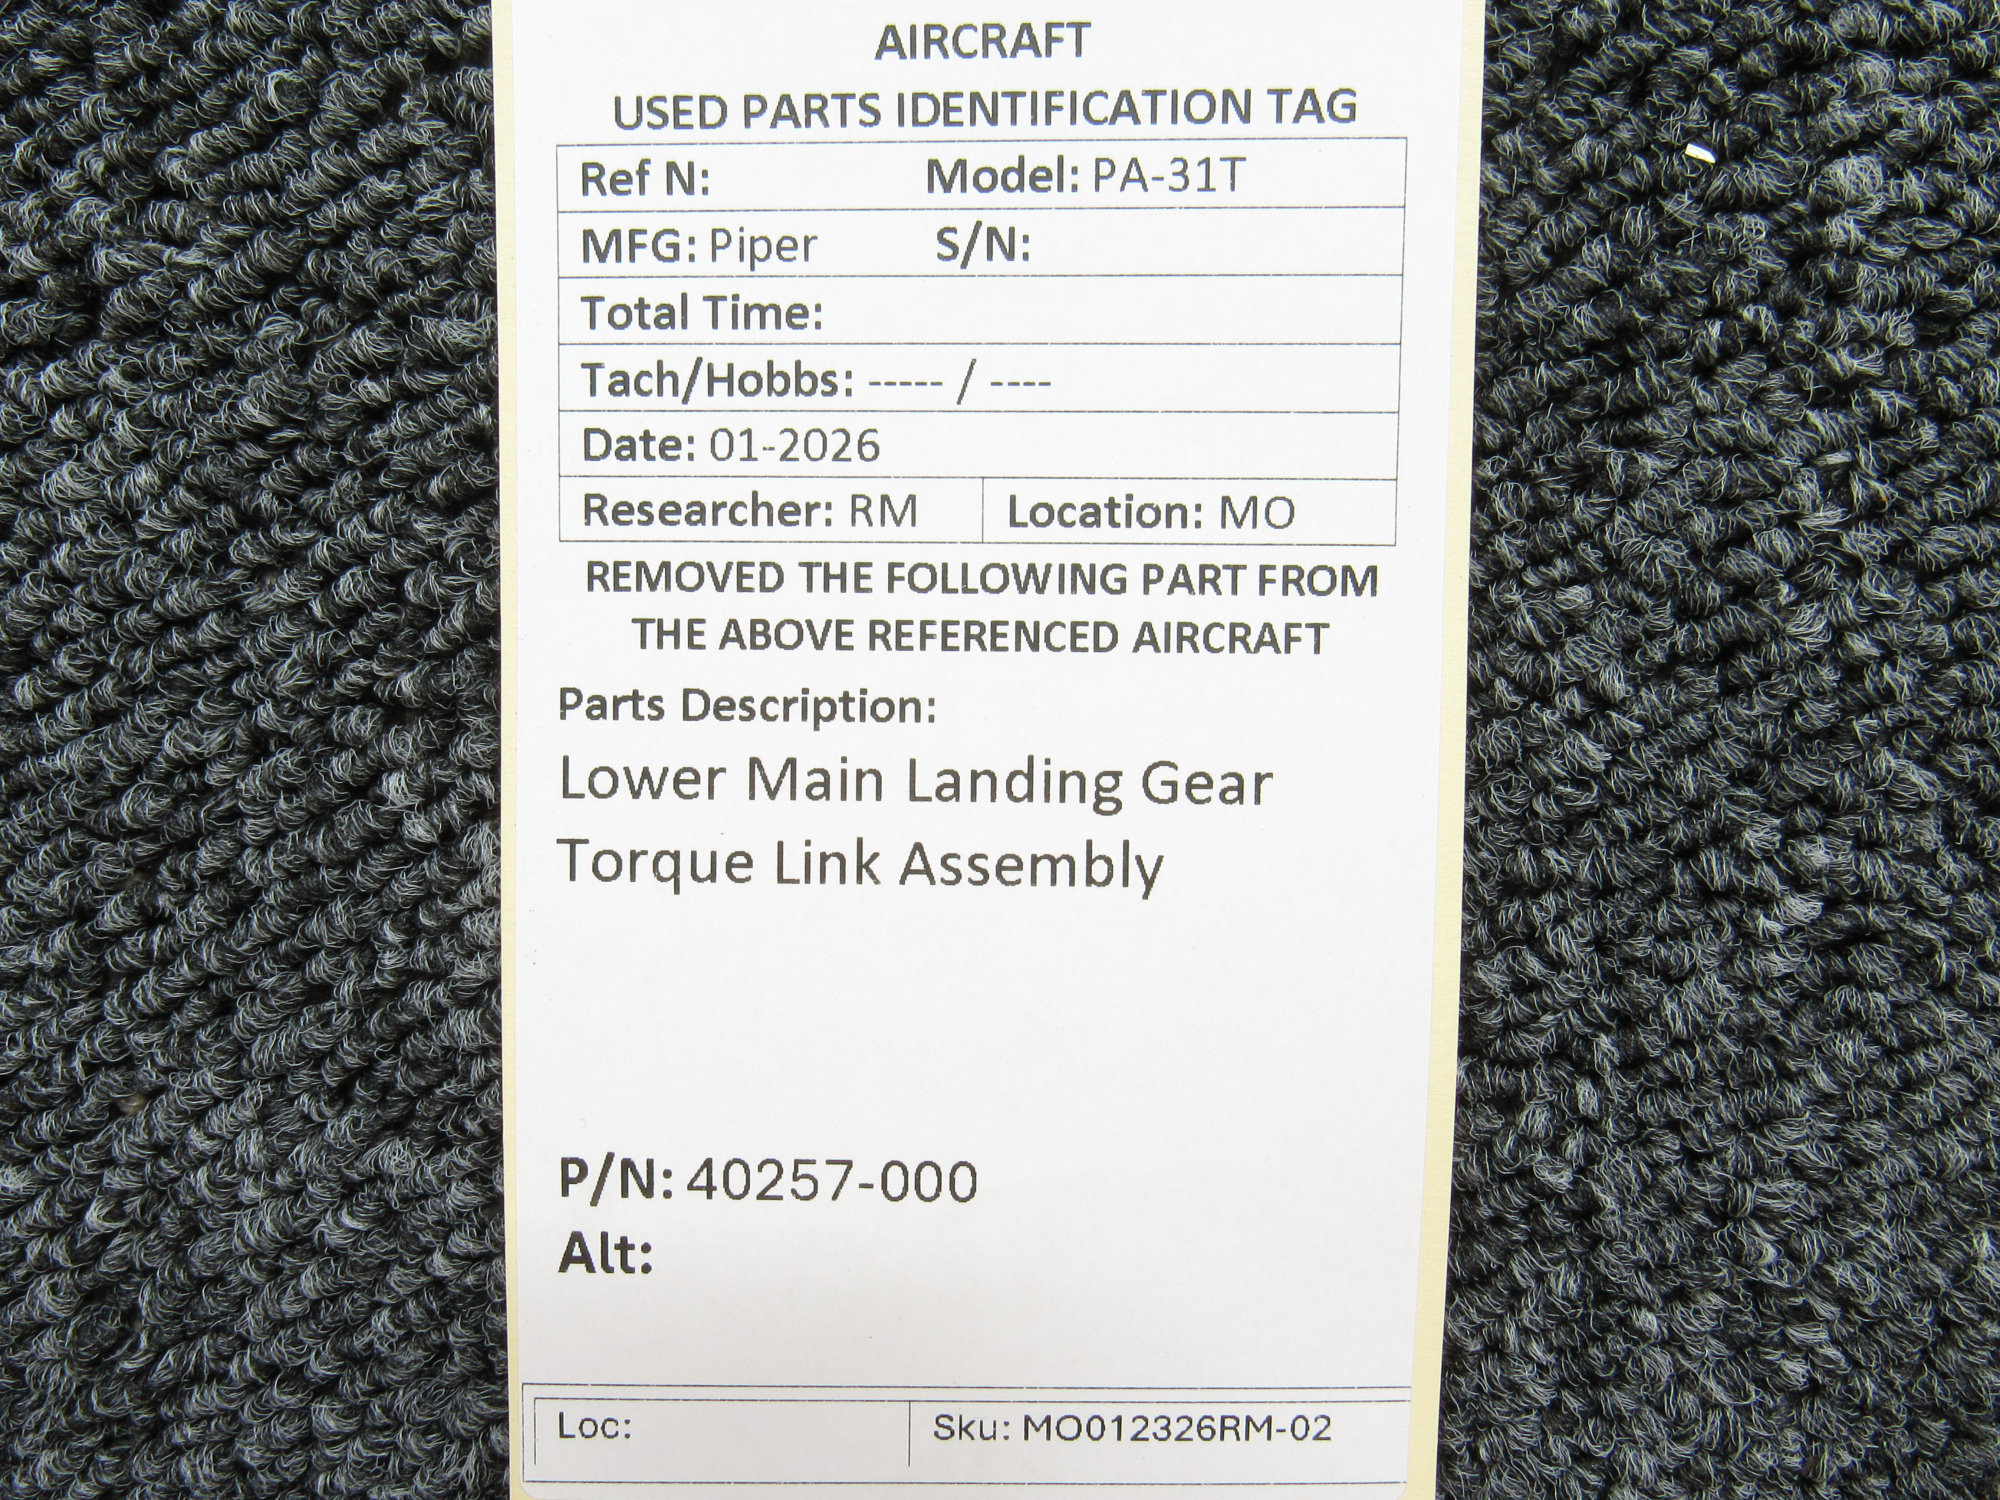 AIRCRAFT
USED PARTS IDENTIFICATION TAG
Ref N: Model: PA-31T
MFG: Piper S/N:
Total Time:
Tach/Hobbs: ----- / ----
Date: 01-2026
Researcher: RM Location: MO
REMOVED THE FOLLOWING PART FROM
THE ABOVE REFERENCED AIRCRAFT
Parts Description:
Lower Main Landing Gear
Torque Link Assembly
P/N: 40257-000
Alt:
Loc: Sku: MO012326RM-02